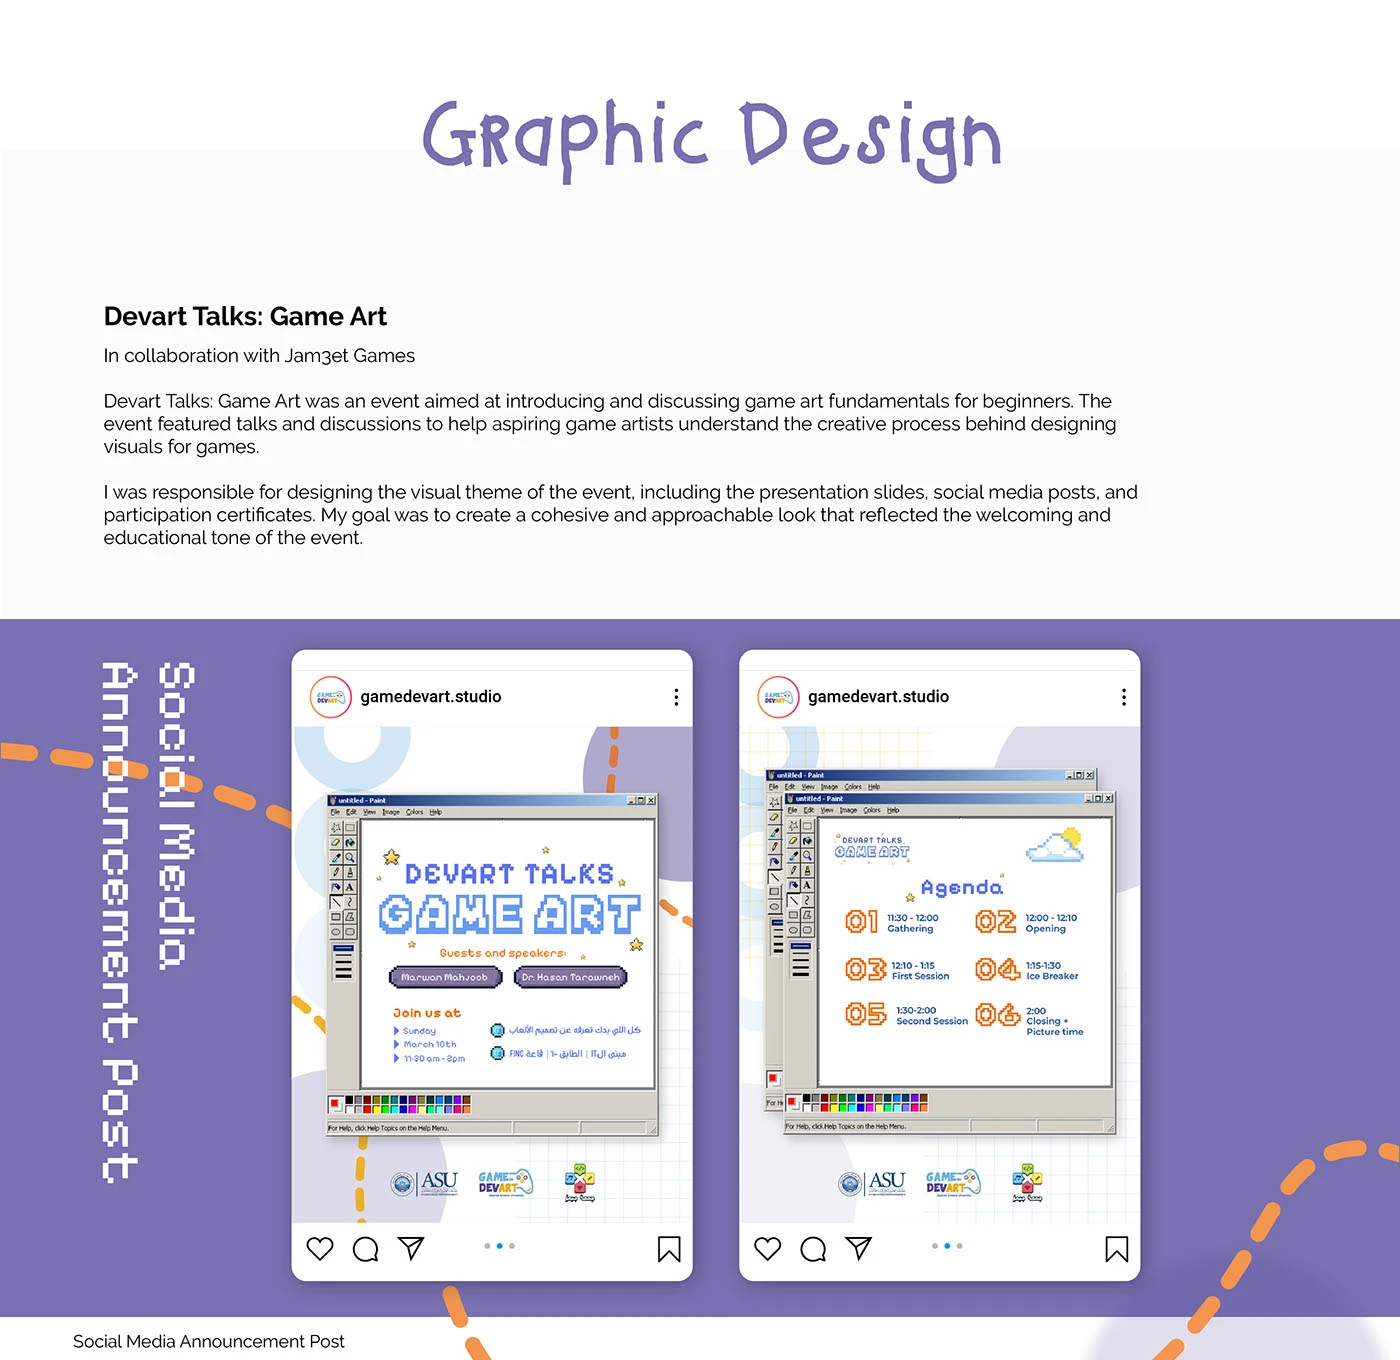 Graphic Design
Devart Talks: Game Art
In collaboration with Jam3et Games
Devart Talks: Game Art was an event aimed at introducing and discussing game art fundamentals for beginners. The
event featured talks and discussions to help aspiring game artists understand the creative process behind designing
visuals for games.
I was responsible for designing the visual theme of the event, including the presentation slides, social media posts, and
participation certificates. My goal was to create a cohesive and approachable look that reflected the welcoming and
educational tone of the event.
Social Media
Announcement Post
gamedevart.studio
untitled - Paint
File Edit View Image Colors Help
DEVART TALKS
GAME ART
Guests and speakers:
Marwan Mahjoob
Dr. Hasan Tarawneh
Join us at
Sunday
March 10th
11:30 am - 2pm
كل اللي بدك تعرفه عن تصميم الألعاب
مبنى الIT | الطابق ١٠ | قاعة FINC
For Help, click Help Topics on the Help Menu.
ASU
GAME DEVART
gamedevart.studio
untitled - Paint
File Edit View Image Colors Help
untitled - Paint
File Edit View Image Colors Help
DEVART TALKS
GAME ART
Agenda
01 11:30 - 12:00
Gathering
02 12:00 - 12:10
Opening
03 12:10 - 1:15
First Session
04 1:15-1:30
Ice Breaker
05 1:30-2:00
Second Session
06 2:00
Closing +
Picture time
For H
For Help, click Help Topics on the Help Menu.
ASU
GAME DEVART
Social Media Announcement Post